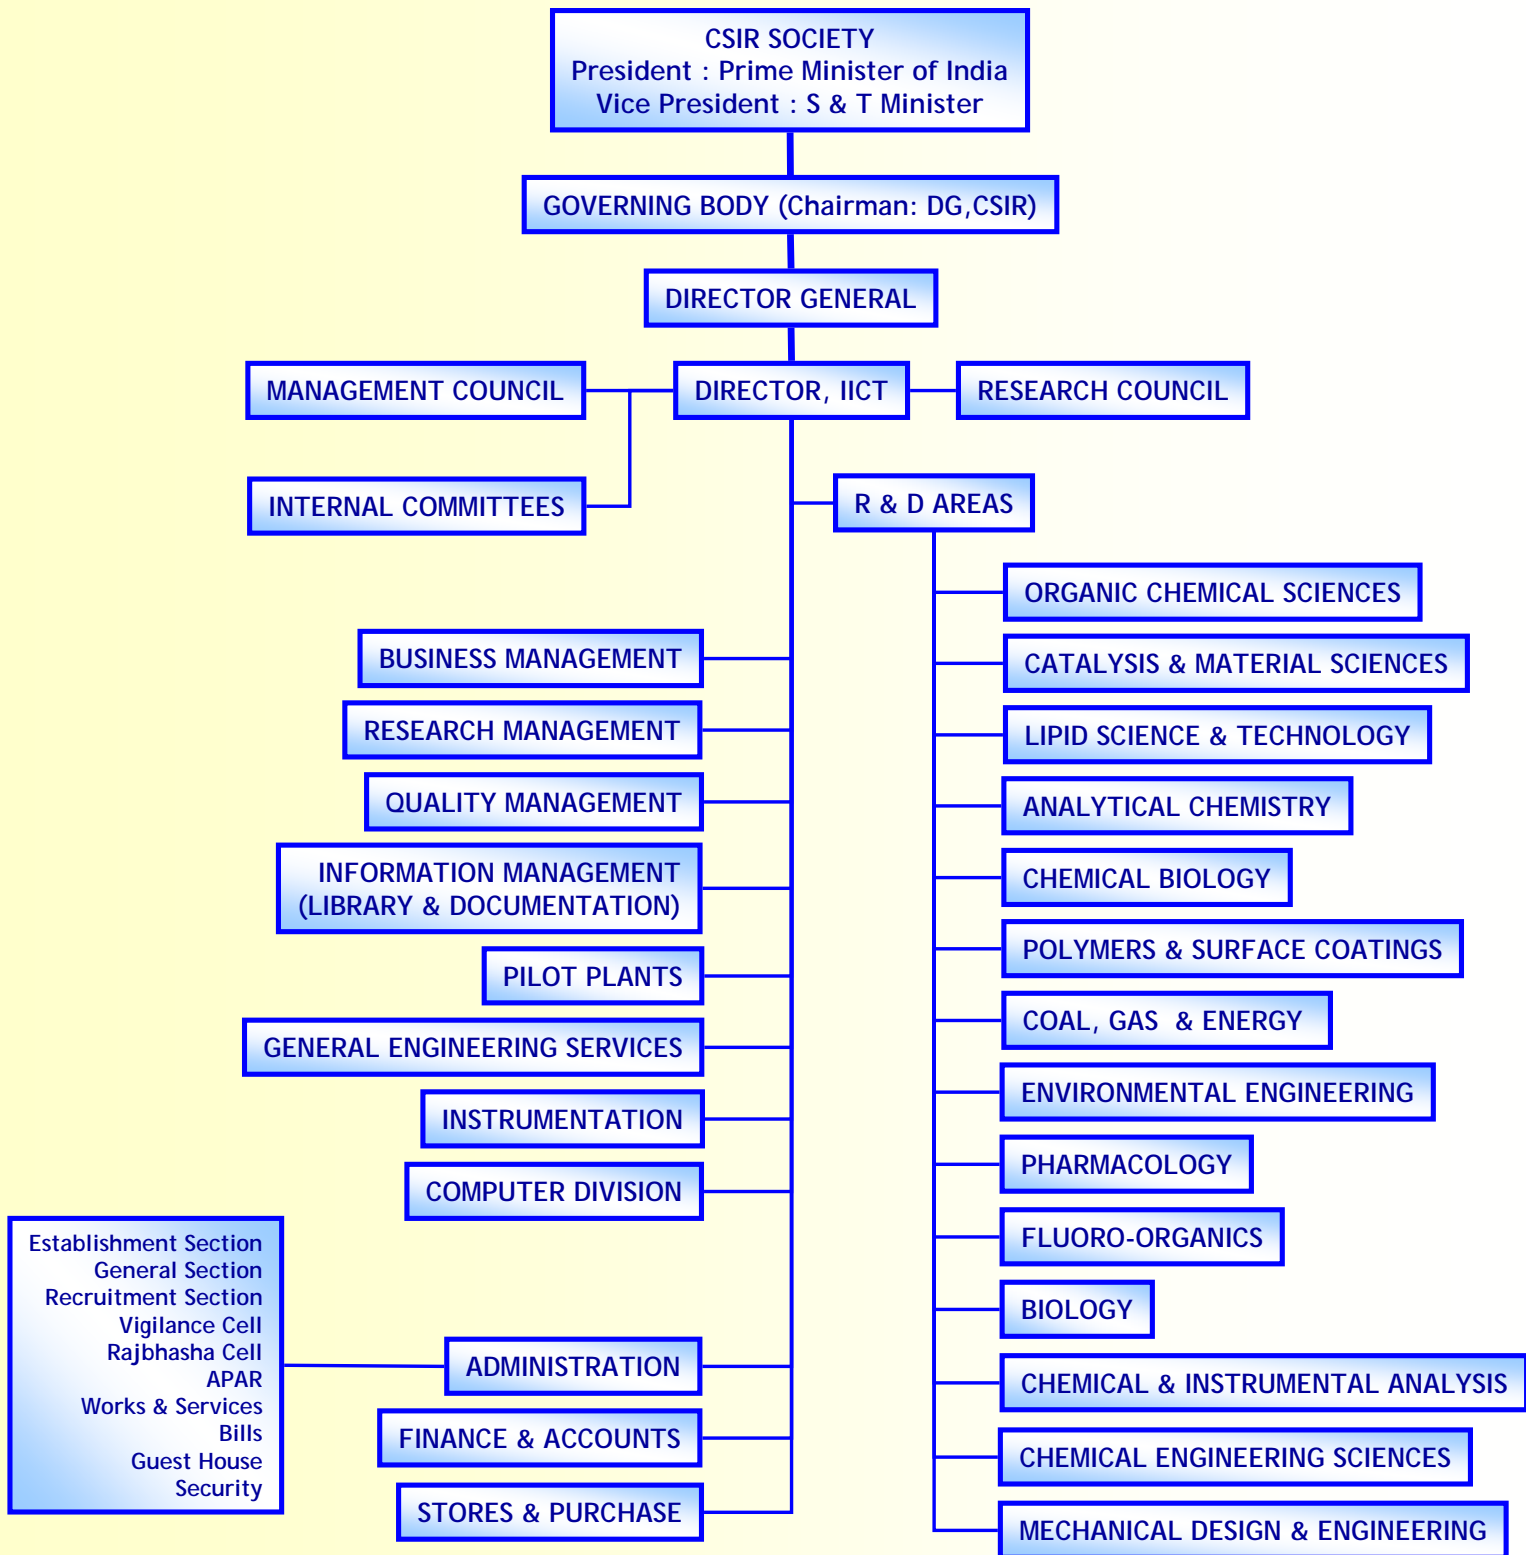 CSIR SOCIETY
President : Prime Minister of India
Vice President : S & T Minister
GOVERNING BODY (Chairman: DG,CSIR)
DIRECTOR GENERAL
MANAGEMENT COUNCIL
DIRECTOR, IICT
RESEARCH COUNCIL
INTERNAL COMMITTEES
R & D AREAS
BUSINESS MANAGEMENT
RESEARCH MANAGEMENT
QUALITY MANAGEMENT
INFORMATION MANAGEMENT
(LIBRARY & DOCUMENTATION)
PILOT PLANTS
GENERAL ENGINEERING SERVICES
INSTRUMENTATION
COMPUTER DIVISION
Establishment Section
General Section
Recruitment Section
Vigilance Cell
Rajbhasha Cell
APAR
Works & Services
Bills
Guest House
Security
ADMINISTRATION
FINANCE & ACCOUNTS
STORES & PURCHASE
ORGANIC CHEMICAL SCIENCES
CATALYSIS & MATERIAL SCIENCES
LIPID SCIENCE & TECHNOLOGY
ANALYTICAL CHEMISTRY
CHEMICAL BIOLOGY
POLYMERS & SURFACE COATINGS
COAL, GAS & ENERGY
ENVIRONMENTAL ENGINEERING
PHARMACOLOGY
FLUORO-ORGANICS
BIOLOGY
CHEMICAL & INSTRUMENTAL ANALYSIS
CHEMICAL ENGINEERING SCIENCES
MECHANICAL DESIGN & ENGINEERING